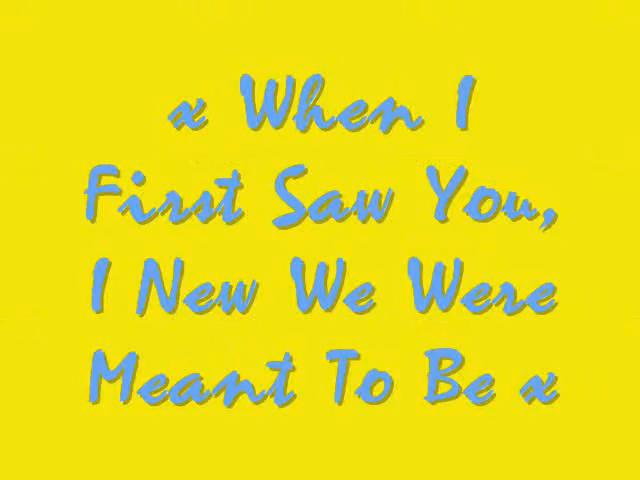 x When I
First Saw You,
I New We Were
Meant To Be x